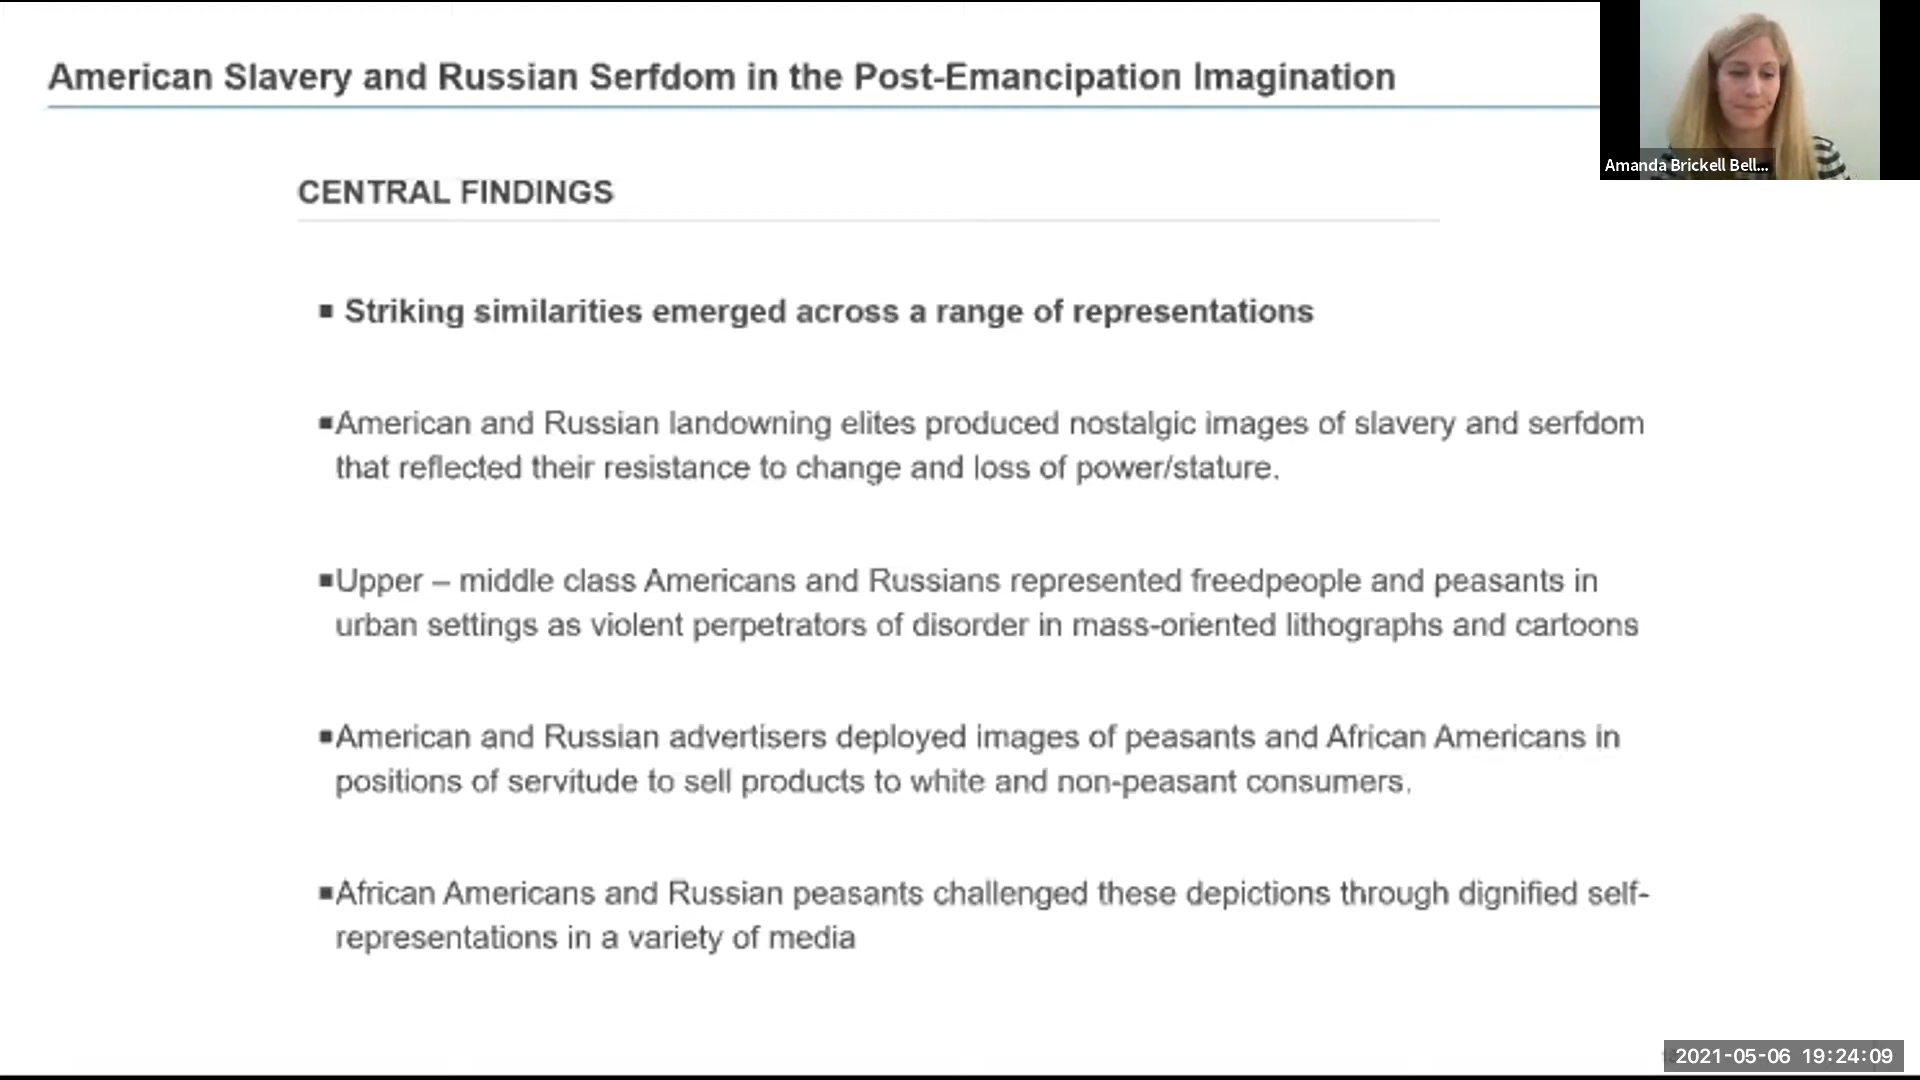 American Slavery and Russian Serfdom in the Post-Emancipation Imagination
Amanda Brickell Bell...
CENTRAL FINDINGS
▪ Striking similarities emerged across a range of representations
▪American and Russian landowning elites produced nostalgic images of slavery and serfdom
that reflected their resistance to change and loss of power/stature.
▪Upper – middle class Americans and Russians represented freedpeople and peasants in
urban settings as violent perpetrators of disorder in mass-oriented lithographs and cartoons
▪American and Russian advertisers deployed images of peasants and African Americans in
positions of servitude to sell products to white and non-peasant consumers.
▪African Americans and Russian peasants challenged these depictions through dignified self-
representations in a variety of media
2021-05-06 19:24:09